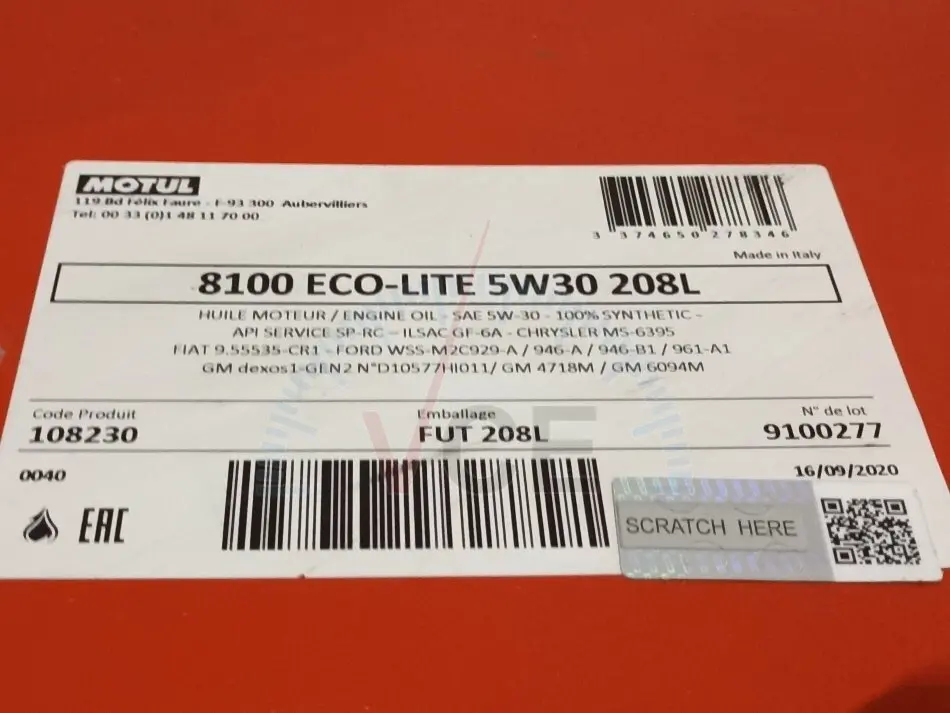 MOTUL
119 Bd Félix Faure - F-93 300 Aubervilliers
Tel: 00 33 (0)1 48 11 70 00
3 374650 278346
Made in Italy
8100 ECO-LITE 5W30 208L
HUILE MOTEUR / ENGINE OIL - SAE 5W-30 - 100% SYNTHETIC -
API SERVICE SP-RC - ILSAC GF-6A - CHRYSLER MS-6395
FIAT 9.55535-CR1 - FORD WSS-M2C929-A / 946-A / 946-B1 / 961-A1
GM dexos1-GEN2 N°D10577HI011/ GM 4718M / GM 6094M
Code Produit
108230
Emballage
FUT 208L
N° de lot
9100277
0040
16/09/2020
EAC
SCRATCH HERE